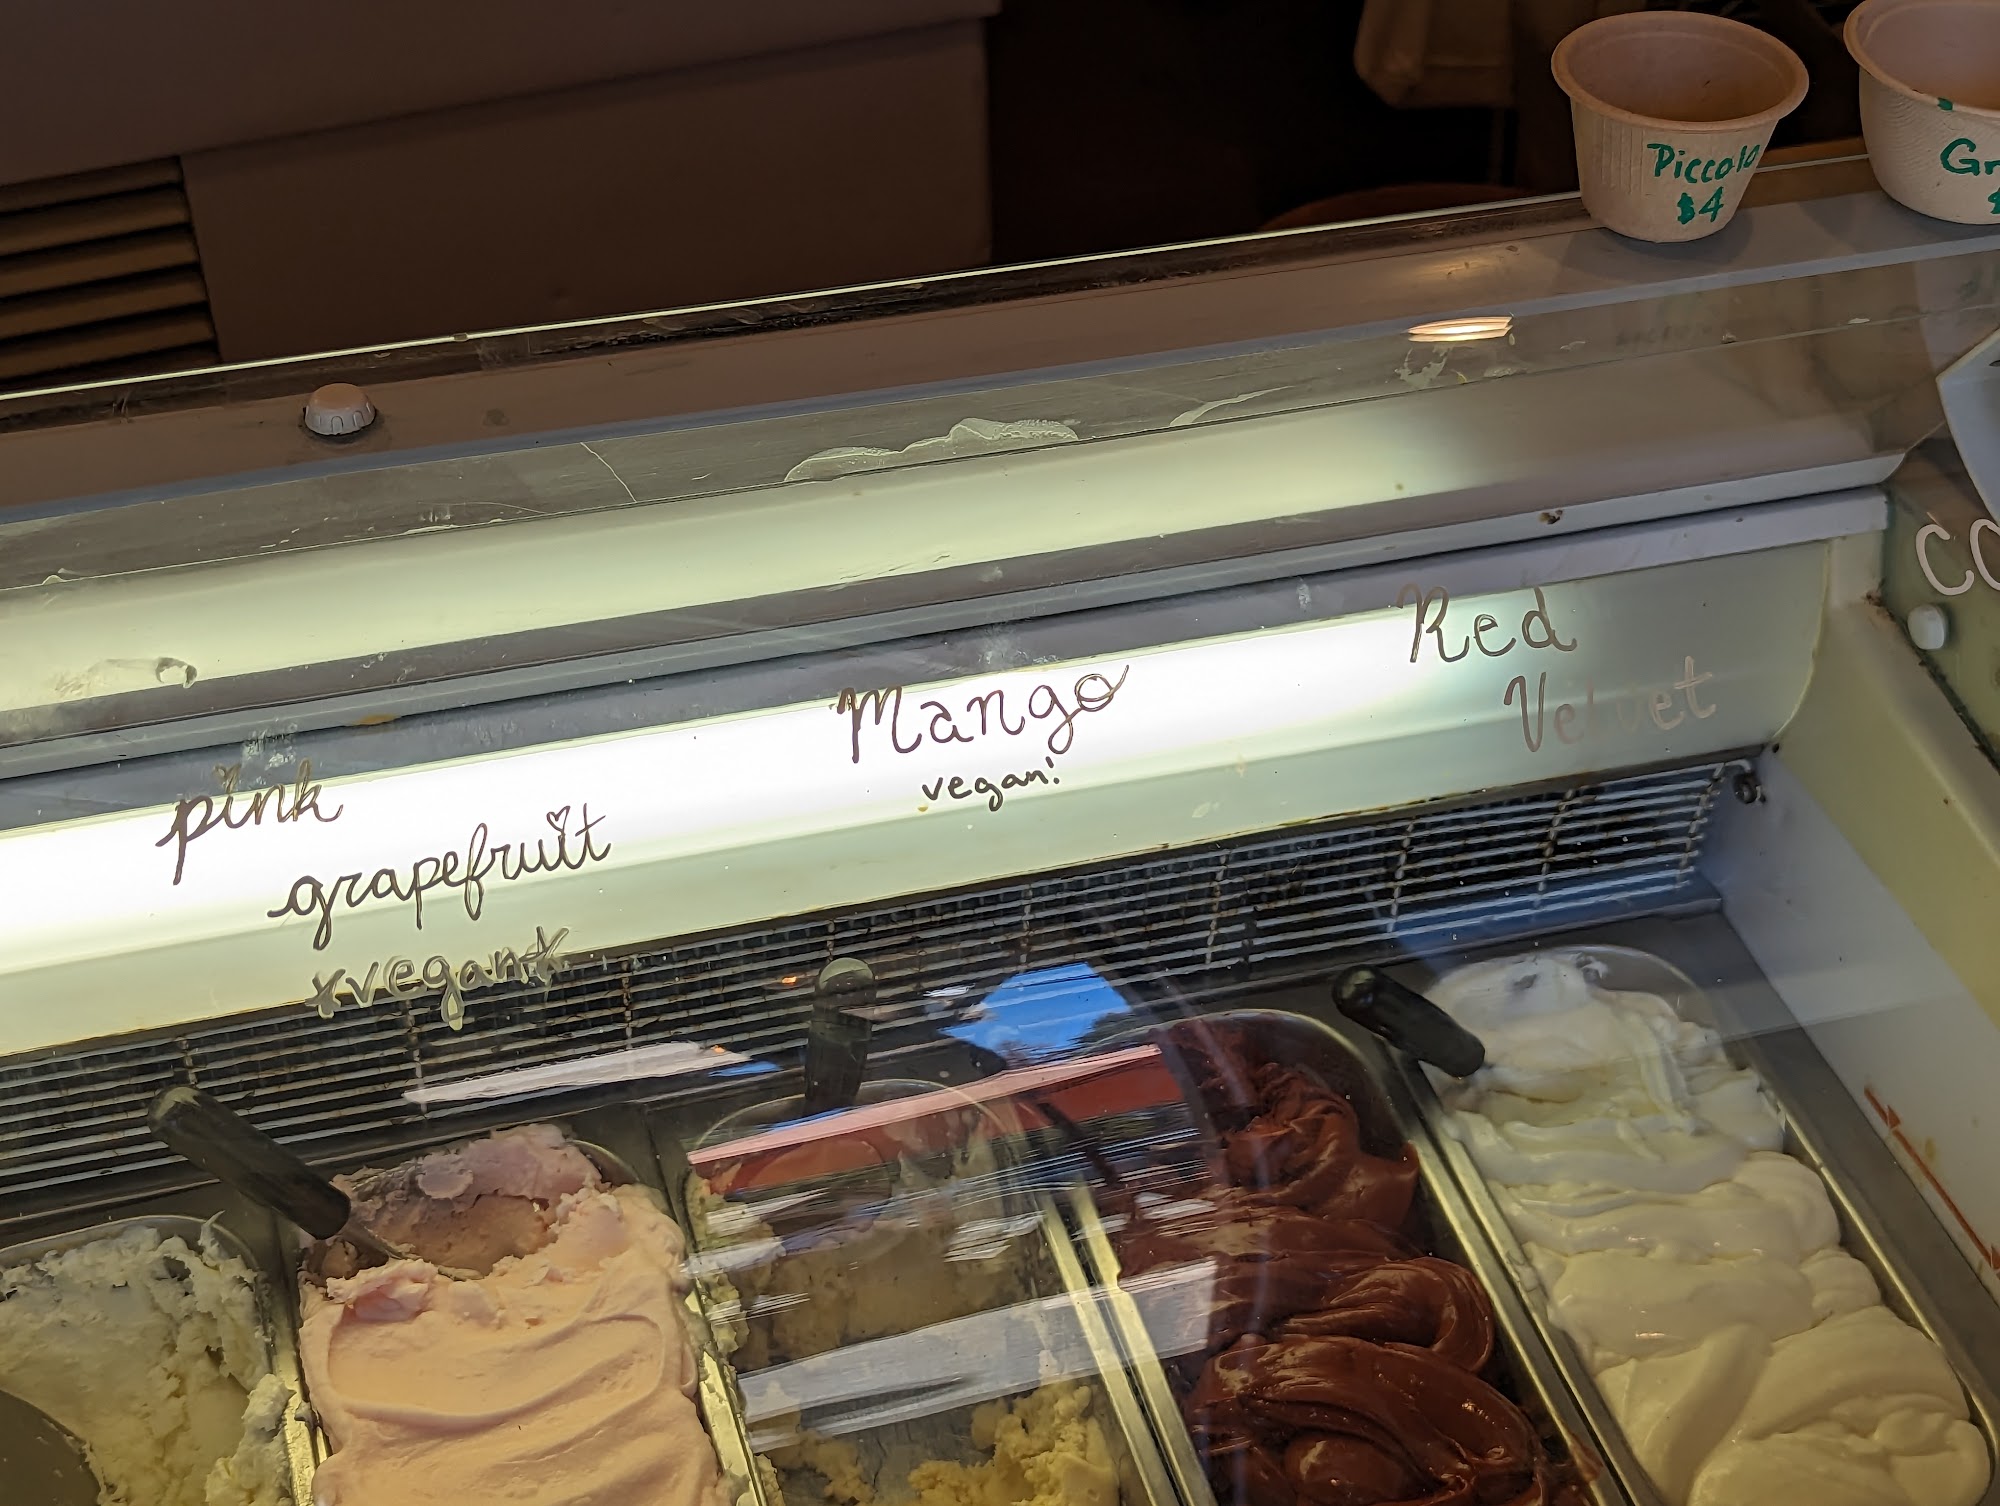 Piccolo
$4
pink
grapefruit
*vegan*
Mango
vegan!
Red
Velvet